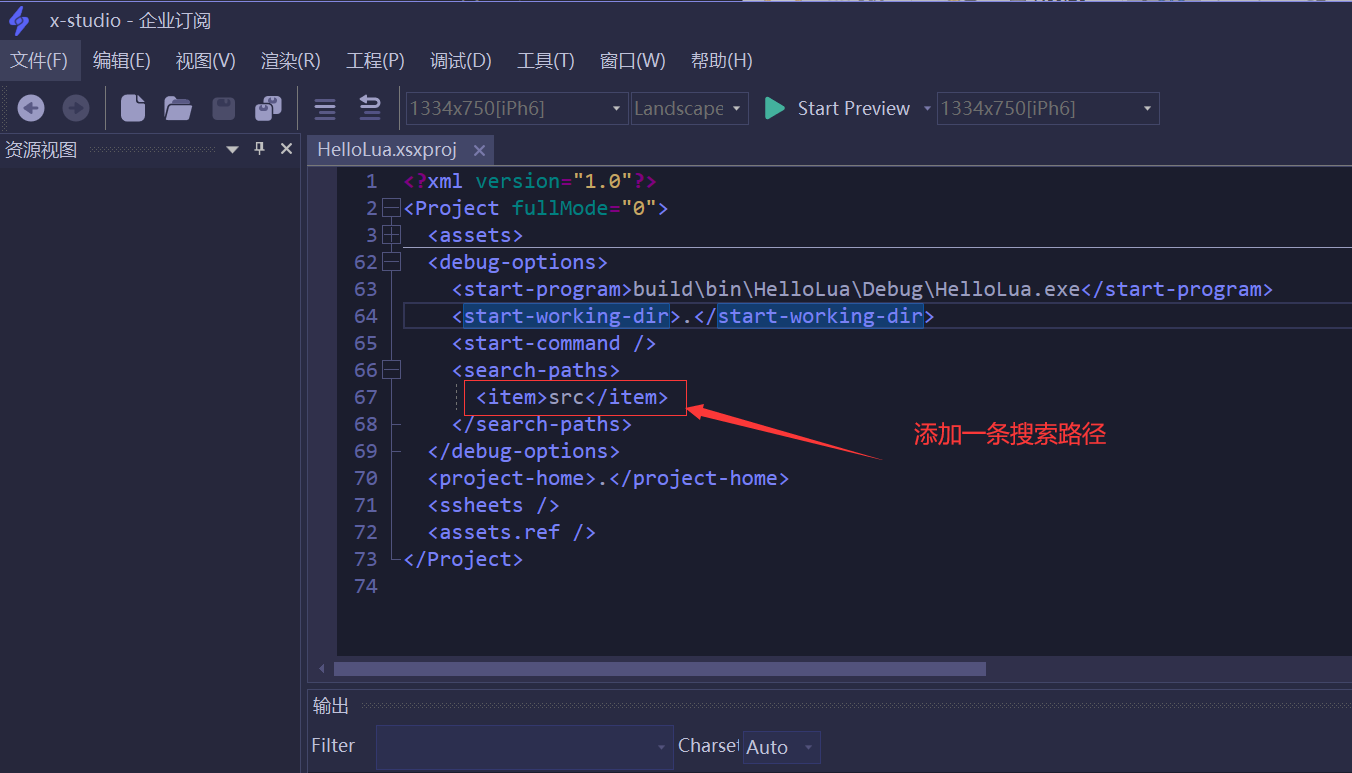 x-studio - 企业订阅
文件(F) 编辑(E) 视图(V) 渲染(R) 工程(P) 调试(D) 工具(T) 窗口(W) 帮助(H)
1334x750[iPh6] Landscape Start Preview 1334x750[iPh6]
资源视图
HelloLua.xsxproj
1 <?xml version="1.0"?>
2 <Project fullMode="0">
3 <assets>
62 <debug-options>
63 <start-program>build\bin\HelloLua\Debug\HelloLua.exe</start-program>
64 <start-working-dir>.</start-working-dir>
65 <start-command />
66 <search-paths>
67 <item>src</item>
68 </search-paths>
添加一条搜索路径
69 </debug-options>
70 <project-home>.</project-home>
71 <ssheets />
72 <assets.ref />
73 </Project>
74
输出
Filter Charset Auto